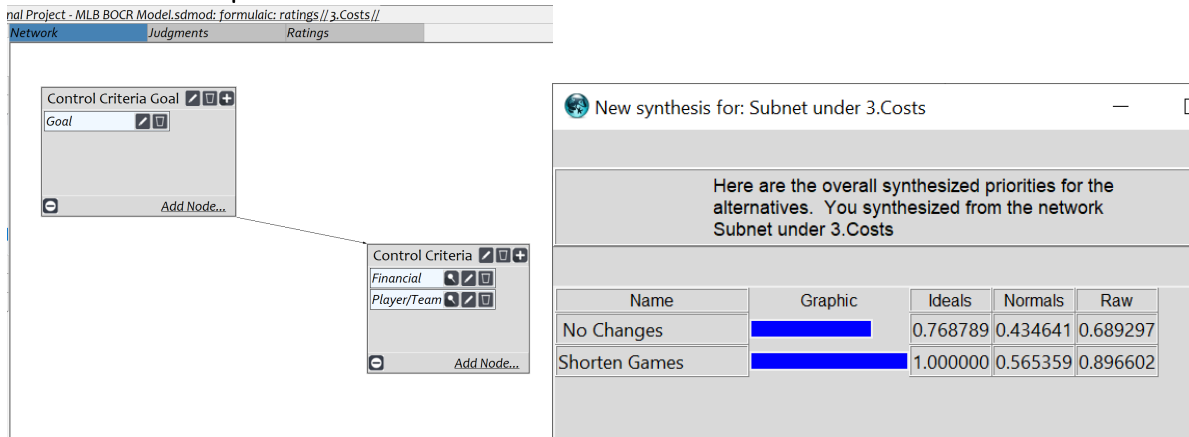 nal Project - MLB BOCR Model.sdmod: formulaic: ratings// 3.Costs//
Network Judgments Ratings
Control Criteria Goal
Goal
Add Node...
Control Criteria
Financial
Player/Team
Add Node...
New synthesis for: Subnet under 3.Costs
Here are the overall synthesized priorities for the
alternatives. You synthesized from the network
Subnet under 3.Costs
Name Graphic Ideals Normals Raw
No Changes 0.768789 0.434641 0.689297
Shorten Games 1.000000 0.565359 0.896602